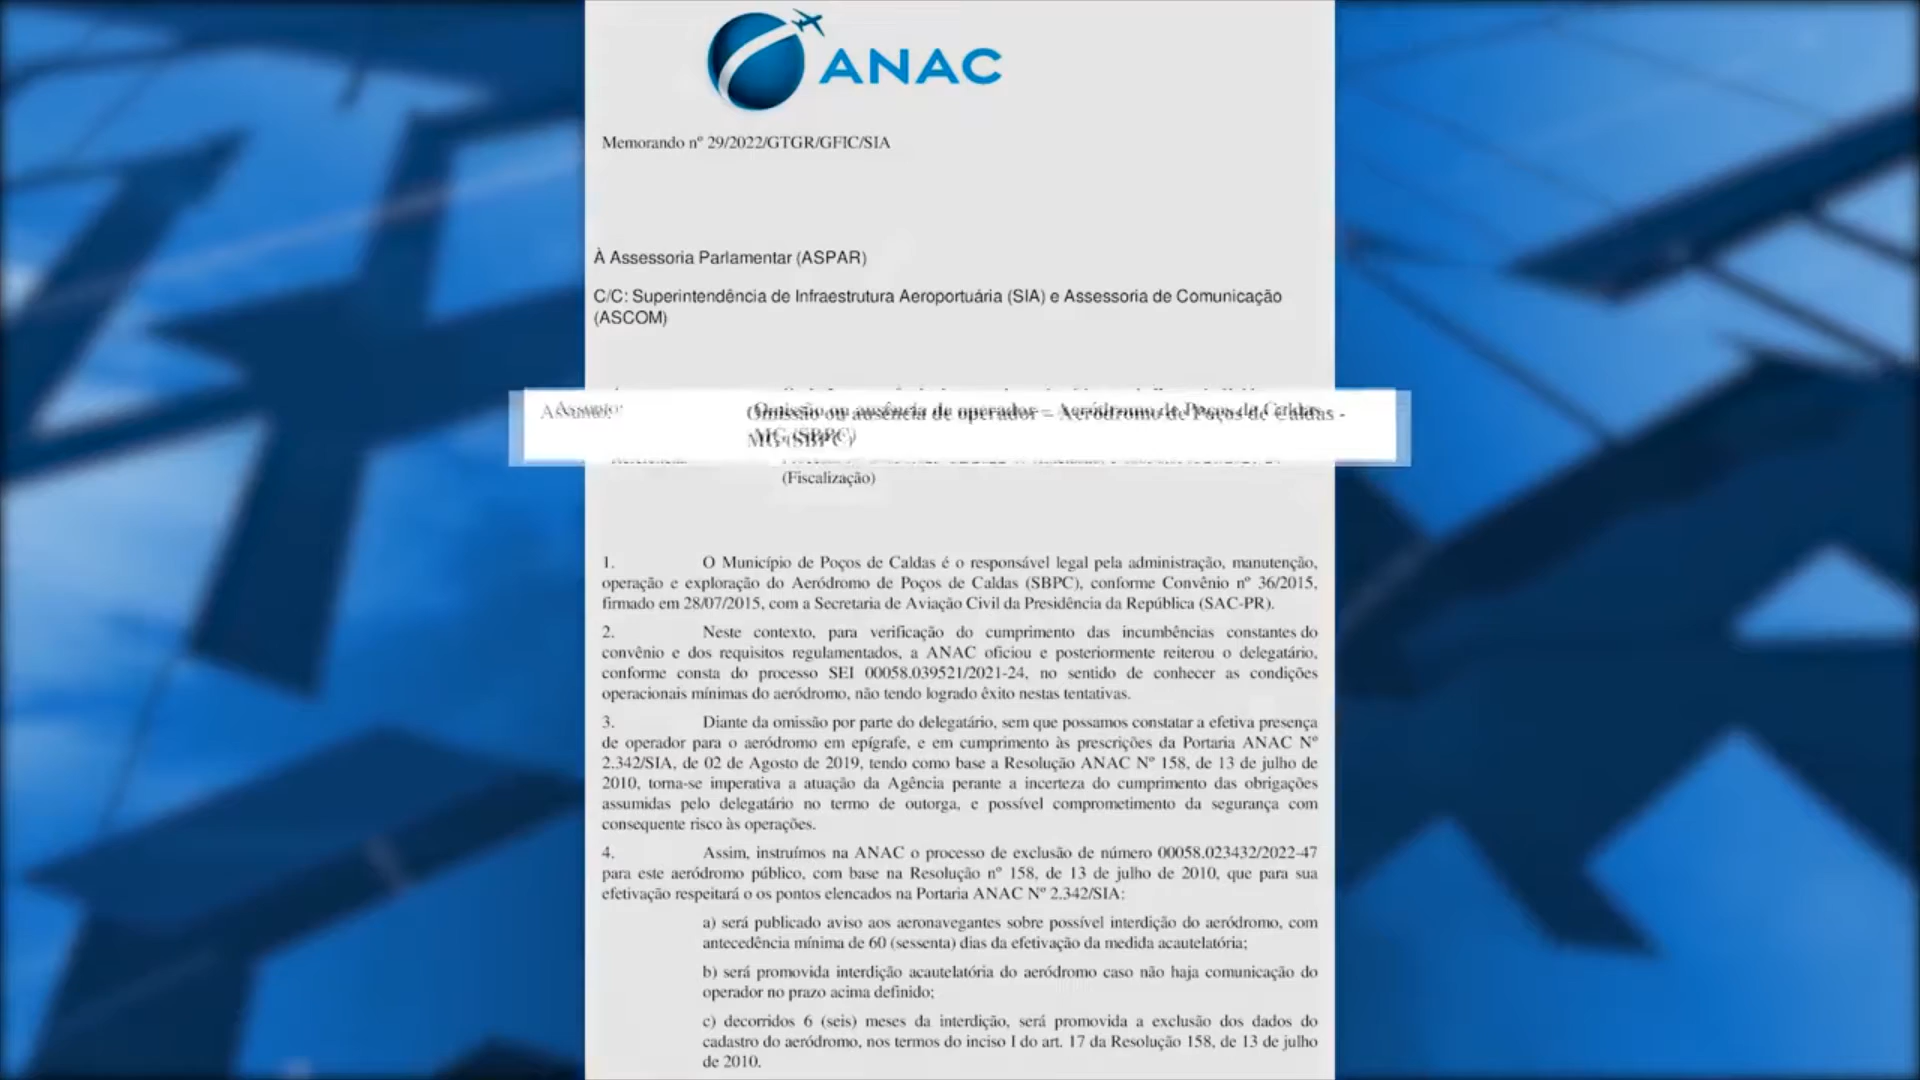 ANAC
Memorando nº 29/2022/GTGR/GFIC/SIA
À Assessoria Parlamentar (ASPAR)
C/C: Superintendência de Infraestrutura Aeroportuária (SIA) e Assessoria de Comunicação
(ASCOM)
Assunto: Omissão ou ausência de operador – Aeródromo de Poços de Caldas -
MG (SBPC)
(Fiscalização)
1. O Município de Poços de Caldas é o responsável legal pela administração, manutenção,
operação e exploração do Aeródromo de Poços de Caldas (SBPC), conforme Convênio nº 36/2015,
firmado em 28/07/2015, com a Secretaria de Aviação Civil da Presidência da República (SAC-PR).
2. Neste contexto, para verificação do cumprimento das incumbências constantes do
convênio e dos requisitos regulamentados, a ANAC oficiou e posteriormente reiterou o delegatário,
conforme consta do processo SEI 00058.039521/2021-24, no sentido de conhecer as condições
operacionais mínimas do aeródromo, não tendo logrado êxito nestas tentativas.
3. Diante da omissão por parte do delegatário, sem que possamos constatar a efetiva presença
de operador para o aeródromo em epígrafe, e em cumprimento às prescrições da Portaria ANAC Nº
2.342/SIA, de 02 de Agosto de 2019, tendo como base a Resolução ANAC Nº 158, de 13 de julho de
2010, torna-se imperativa a atuação da Agência perante a incerteza do cumprimento das obrigações
assumidas pelo delegatário no termo de outorga, e possível comprometimento da segurança com
consequente risco às operações.
4. Assim, instruímos na ANAC o processo de exclusão de número 00058.023432/2022-47
para este aeródromo público, com base na Resolução nº 158, de 13 de julho de 2010, que para sua
efetivação respeitará o os pontos elencados na Portaria ANAC Nº 2.342/SIA:
a) será publicado aviso aos aeronavegantes sobre possível interdição do aeródromo, com
antecedência mínima de 60 (sessenta) dias da efetivação da medida acautelatória;
b) será promovida interdição acautelatória do aeródromo caso não haja comunicação do
operador no prazo acima definido;
c) decorridos 6 (seis) meses da interdição, será promovida a exclusão dos dados do
cadastro do aeródromo, nos termos do inciso I do art. 17 da Resolução 158, de 13 de julho
de 2010.